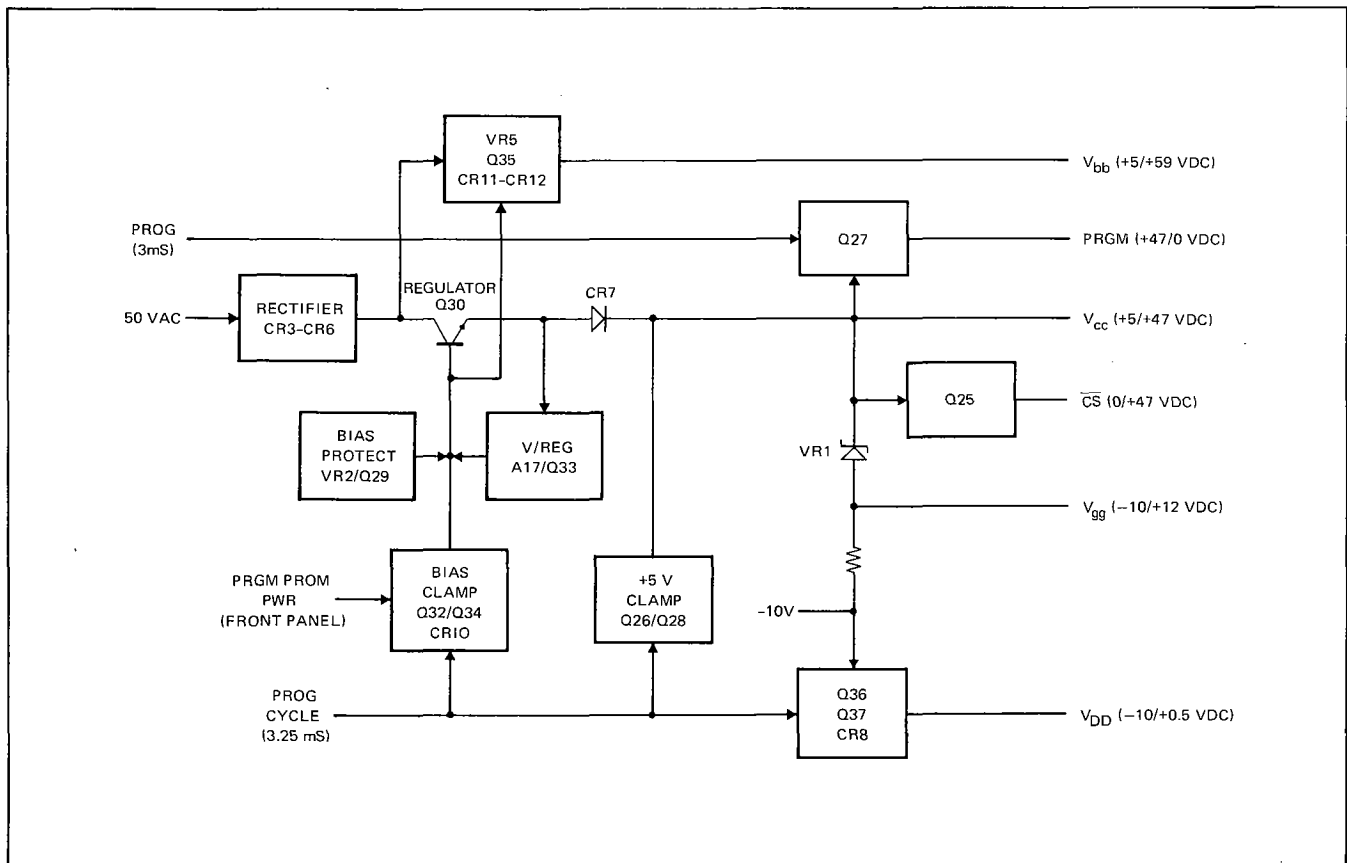 VR5
Q35
CR11-CR12
V_bb (+5/+59 VDC)
PROG
(3mS)
Q27
PRGM (+47/0 VDC)
50 VAC
RECTIFIER
CR3-CR6
REGULATOR
Q30
CR7
V_cc (+5/+47 VDC)
Q25
C̅S̅ (0/+47 VDC)
BIAS
PROTECT
VR2/Q29
V/REG
A17/Q33
VR1
V_gg (−10/+12 VDC)
PRGM PROM
PWR
(FRONT PANEL)
BIAS
CLAMP
Q32/Q34
CRIO
+5 V
CLAMP
Q26/Q28
−10V
PROG
CYCLE
(3.25 mS)
Q36
Q37
CR8
V_DD (−10/+0.5 VDC)